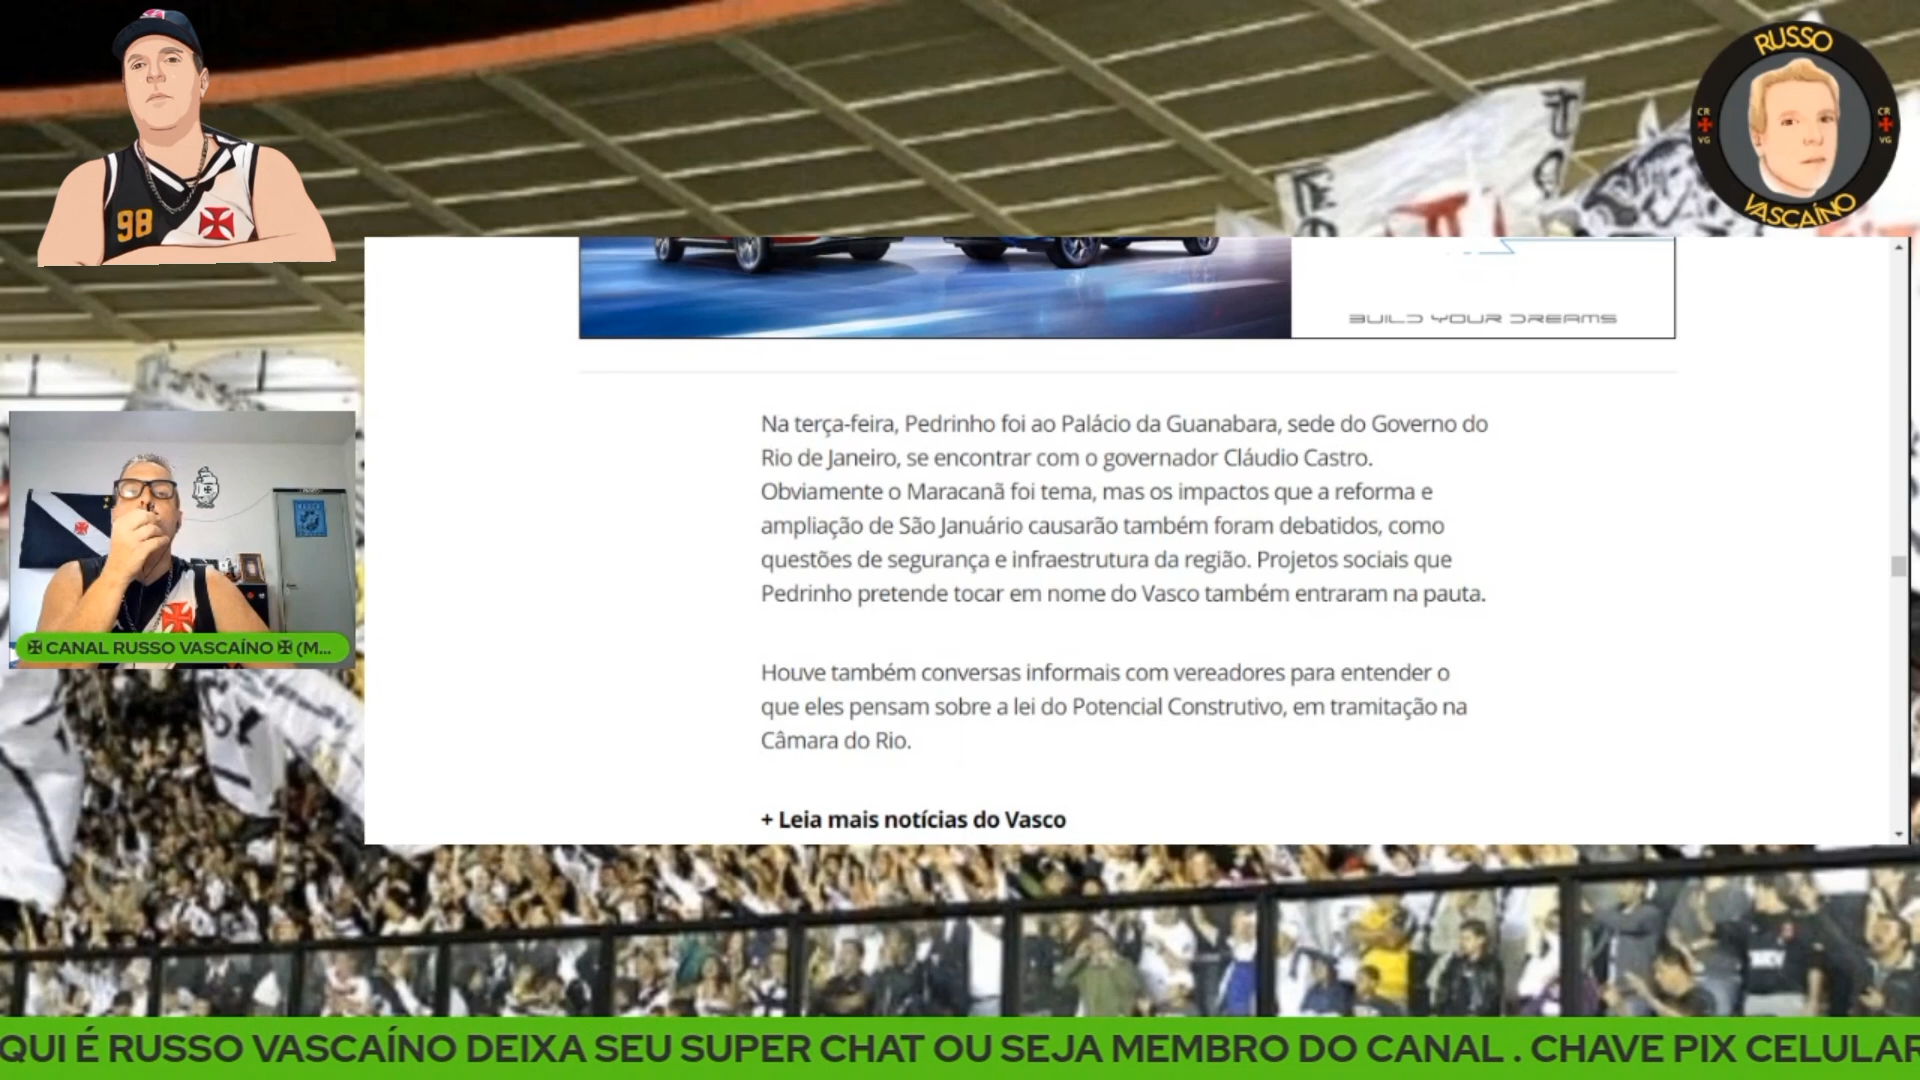 RUSSO
CR
VG
CR
VG
VASCAÍNO
98
BUILD YOUR DREAMS
Na terça-feira, Pedrinho foi ao Palácio da Guanabara, sede do Governo do
Rio de Janeiro, se encontrar com o governador Cláudio Castro.
Obviamente o Maracanã foi tema, mas os impactos que a reforma e
ampliação de São Januário causarão também foram debatidos, como
questões de segurança e infraestrutura da região. Projetos sociais que
Pedrinho pretende tocar em nome do Vasco também entraram na pauta.
Houve também conversas informais com vereadores para entender o
que eles pensam sobre a lei do Potencial Construtivo, em tramitação na
Câmara do Rio.
+ Leia mais notícias do Vasco
✠ CANAL RUSSO VASCAÍNO ✠ (M...
QUI É RUSSO VASCAÍNO DEIXA SEU SUPER CHAT OU SEJA MEMBRO DO CANAL . CHAVE PIX CELULAR